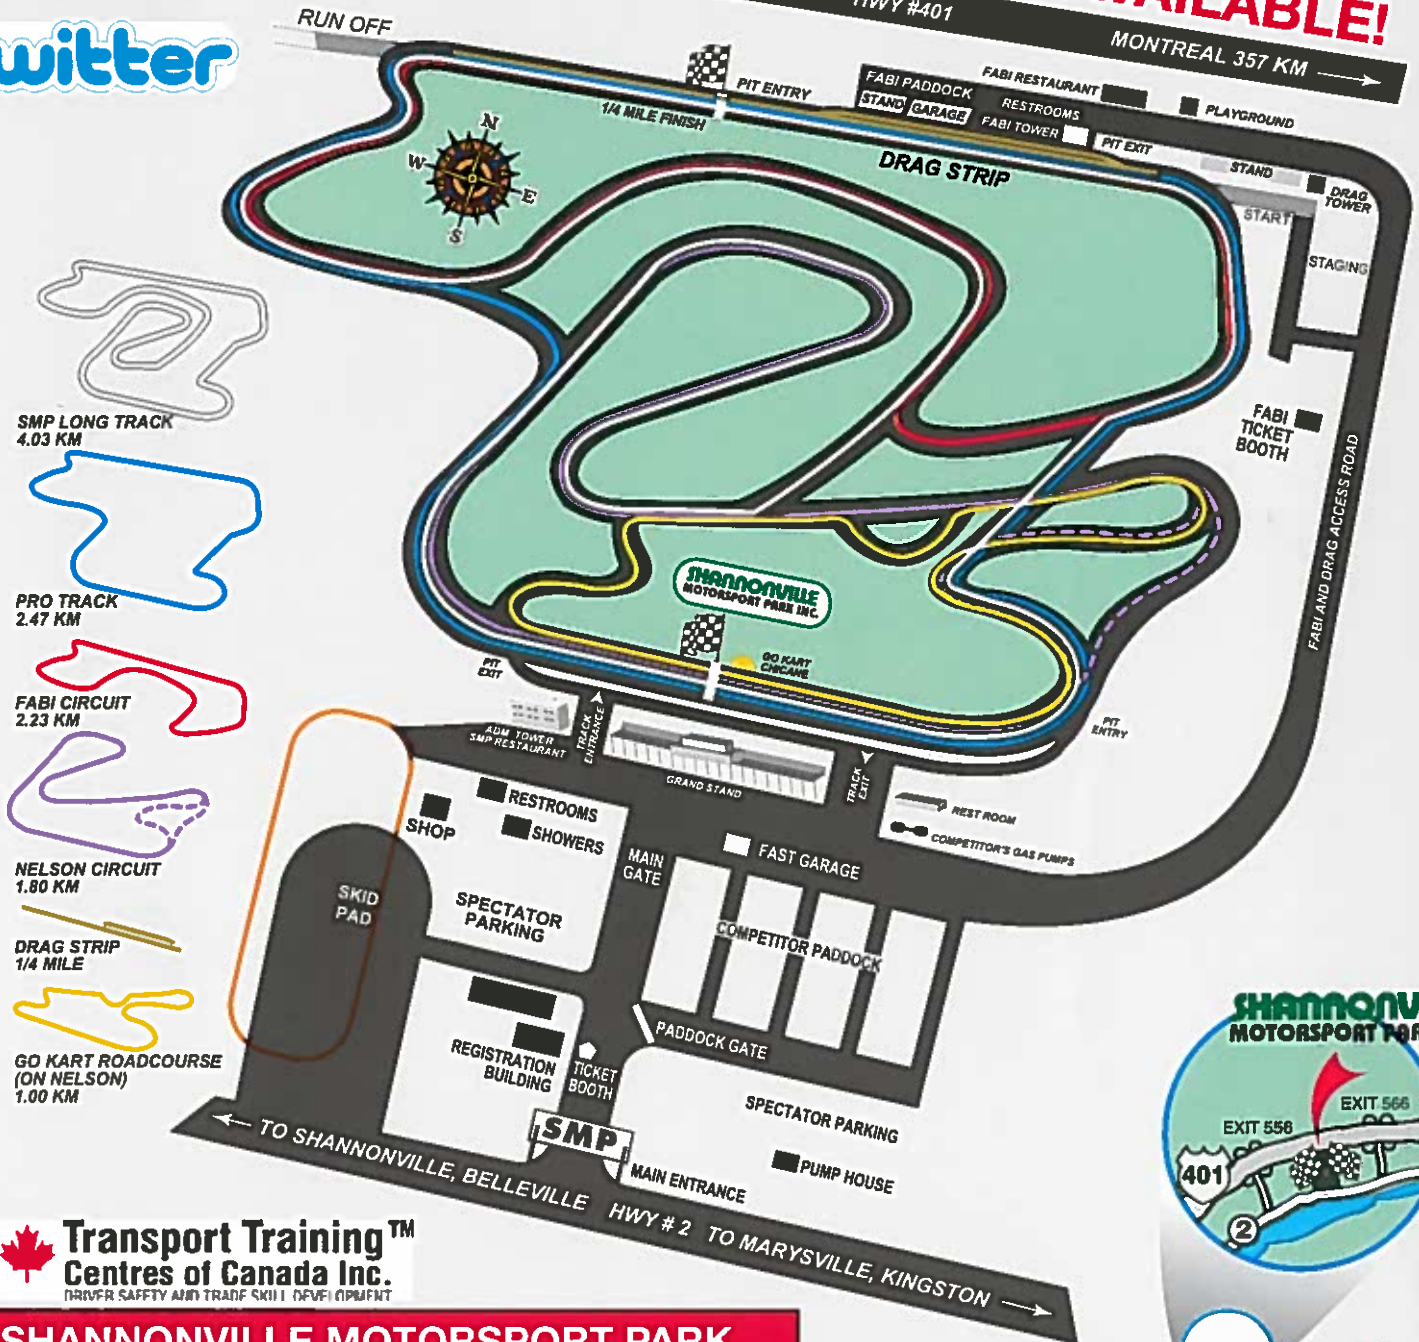 AVAILABLE!
HWY #401
MONTREAL 357 KM
RUN OFF
witter
PIT ENTRY
1/4 MILE FINISH
FABI PADDOCK
STAND
GARAGE
FABI RESTAURANT
RESTROOMS
FABI TOWER
PLAYGROUND
PIT EXIT
STAND
DRAG
TOWER
START
STAGING
DRAG STRIP
N
W
E
S
SMP LONG TRACK
4.03 KM
PRO TRACK
2.47 KM
FABI CIRCUIT
2.23 KM
NELSON CIRCUIT
1.80 KM
DRAG STRIP
1/4 MILE
GO KART ROADCOURSE
(ON NELSON)
1.00 KM
FABI
TICKET
BOOTH
FABI AND DRAG ACCESS ROAD
SHANNONVILLE
MOTORSPORT PARK INC.
GO KART
CHICANE
PIT
EXIT
PIT
ENTRY
ADM. TOWER
SMP RESTAURANT
TRACK
ENTRANCE
GRAND STAND
TRACK
EXIT
REST ROOM
COMPETITOR'S GAS PUMPS
RESTROOMS
SHOP
SHOWERS
MAIN
GATE
FAST GARAGE
SKID
PAD
SPECTATOR
PARKING
COMPETITOR PADDOCK
PADDOCK GATE
REGISTRATION
BUILDING
TICKET
BOOTH
SPECTATOR PARKING
SMP
PUMP HOUSE
MAIN ENTRANCE
TO SHANNONVILLE, BELLEVILLE HWY # 2 TO MARYSVILLE, KINGSTON
SHANNONV
MOTORSPORT PAR
EXIT 566
EXIT 556
401
2
Transport Training™
Centres of Canada Inc.
DRIVER SAFETY AND TRADE SKILL DEVELOPMENT
SHANNONVILLE MOTORSPORT PARK